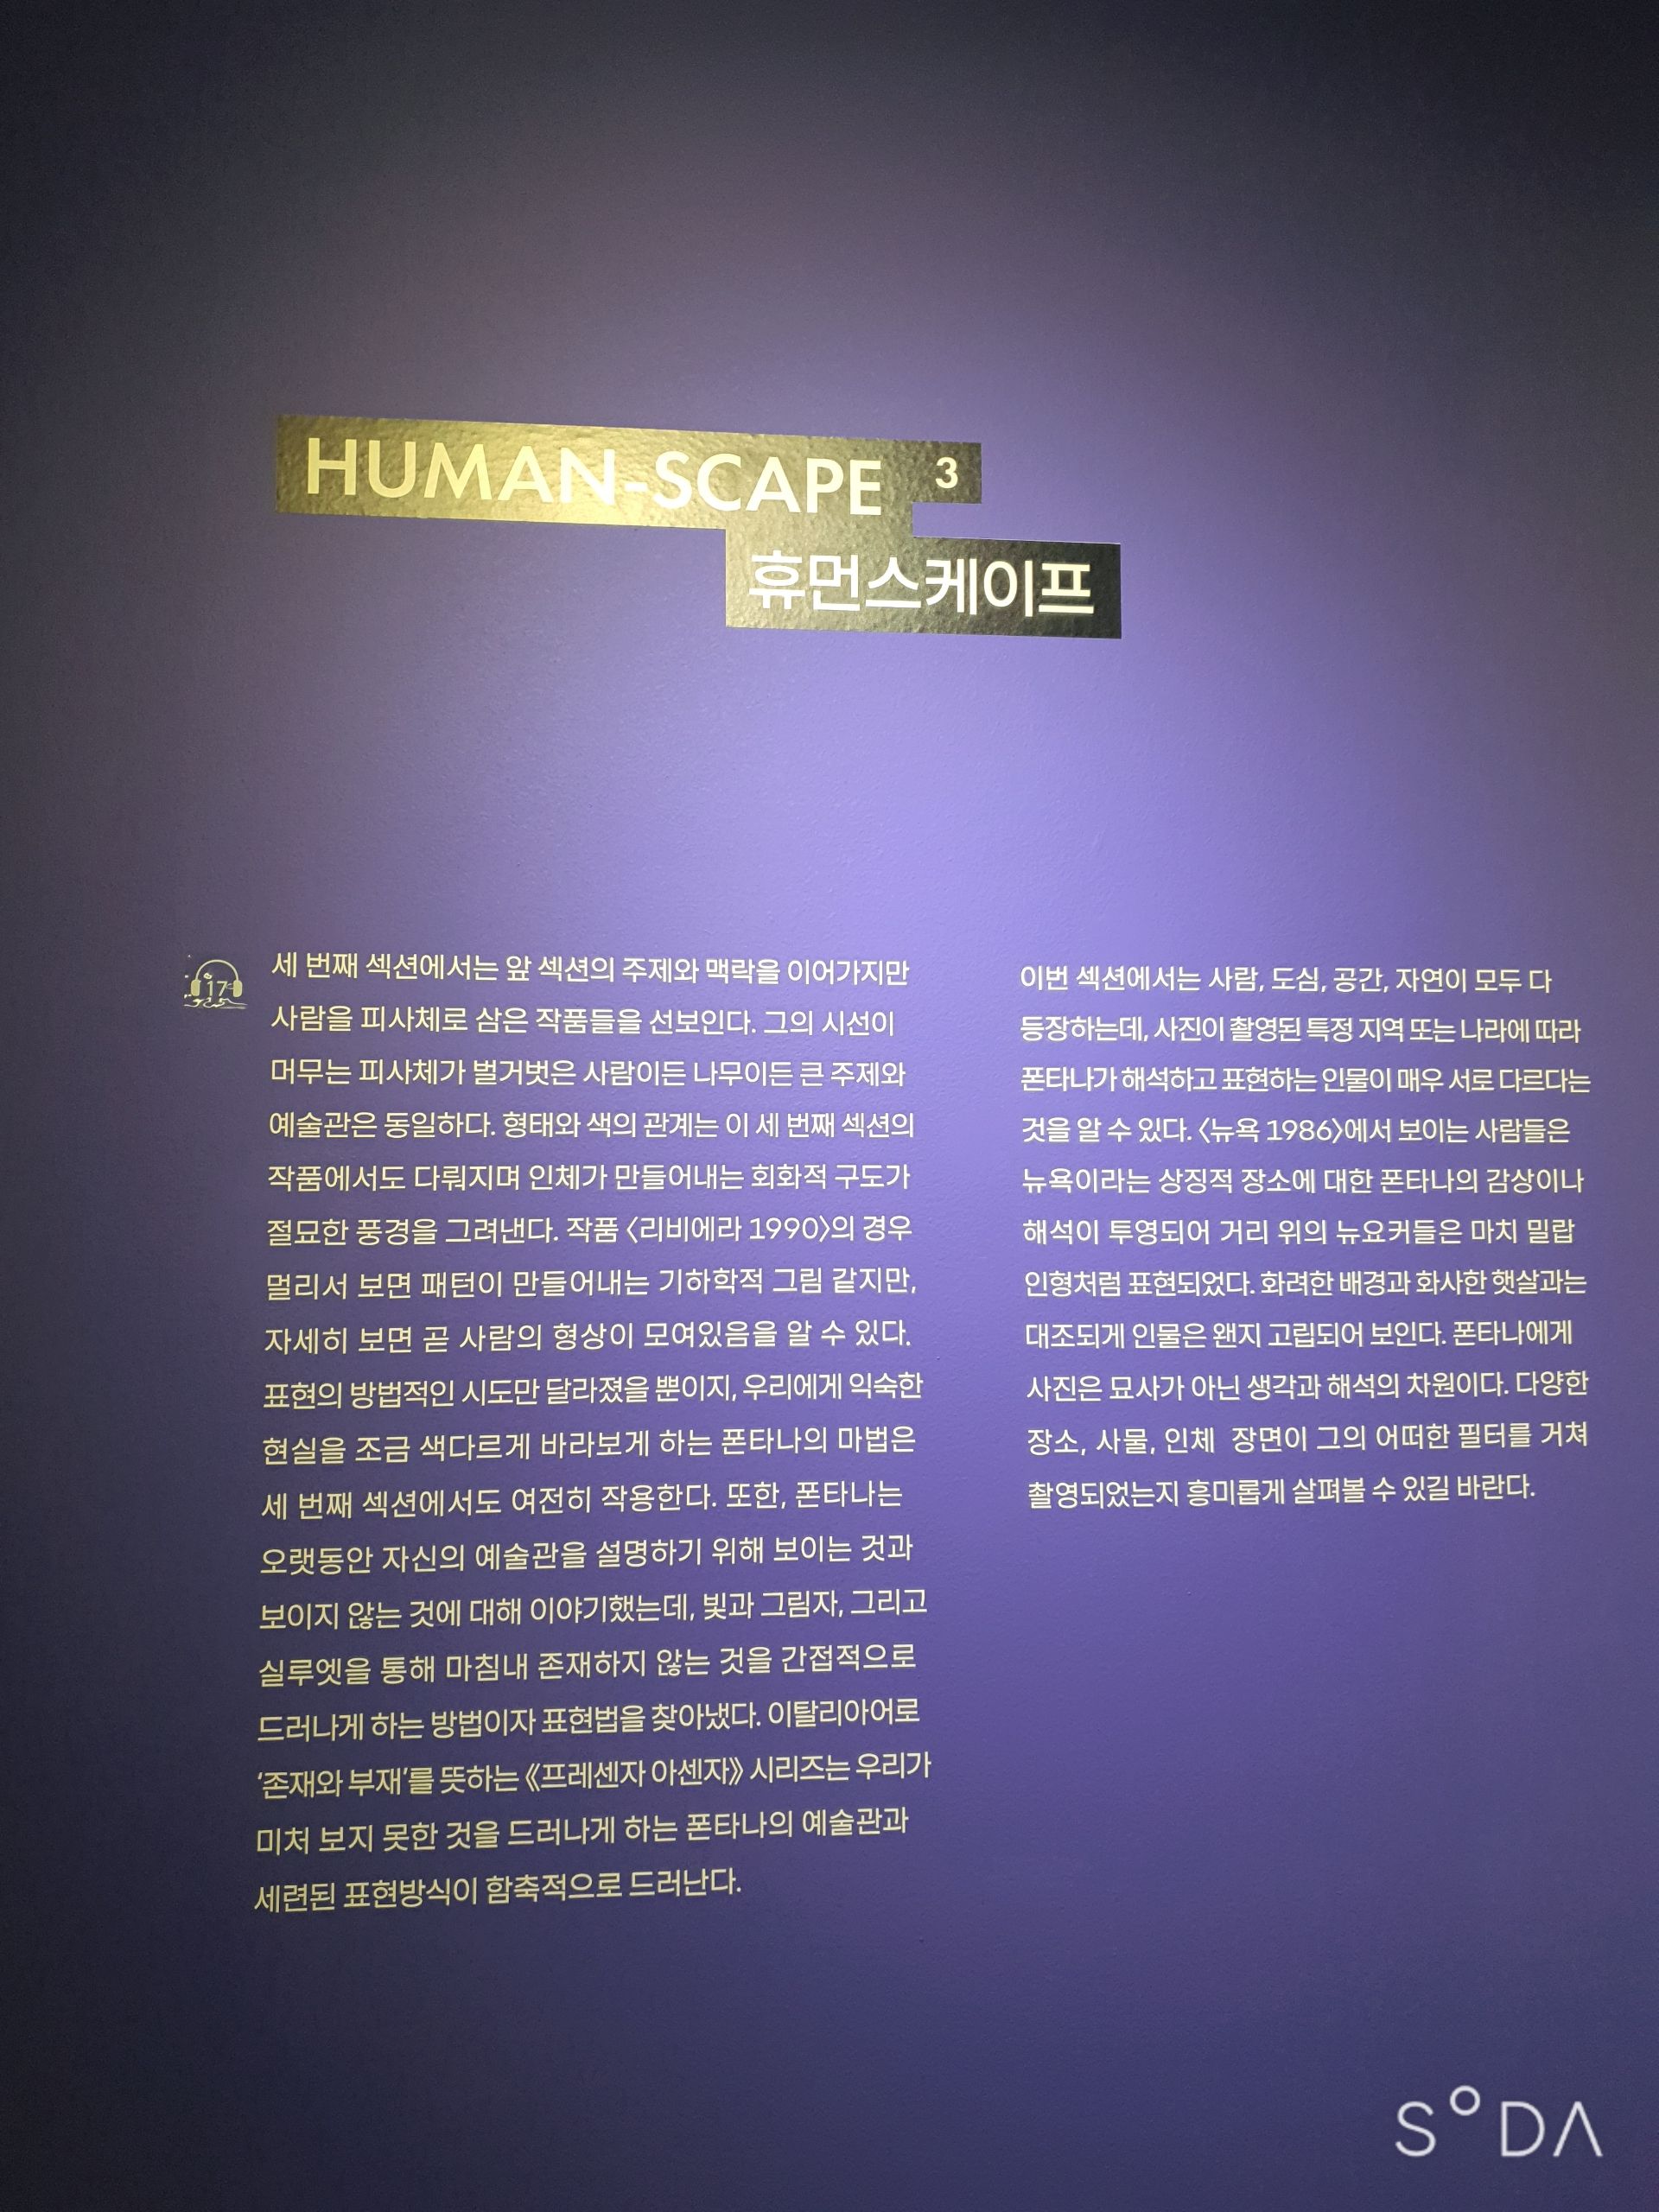 HUMAN-SCAPE 3
휴먼스케이프
17
세 번째 섹션에서는 앞 섹션의 주제와 맥락을 이어가지만
사람을 피사체로 삼은 작품들을 선보인다. 그의 시선이
머무는 피사체가 벌거벗은 사람이든 나무이든 큰 주제와
예술관은 동일하다. 형태와 색의 관계는 이 세 번째 섹션의
작품에서도 다뤄지며 인체가 만들어내는 회화적 구도가
절묘한 풍경을 그려낸다. 작품 〈리비에라 1990〉의 경우
멀리서 보면 패턴이 만들어내는 기하학적 그림 같지만,
자세히 보면 곧 사람의 형상이 모여있음을 알 수 있다.
표현의 방법적인 시도만 달라졌을 뿐이지, 우리에게 익숙한
현실을 조금 색다르게 바라보게 하는 폰타나의 마법은
세 번째 섹션에서도 여전히 작용한다. 또한, 폰타나는
오랫동안 자신의 예술관을 설명하기 위해 보이는 것과
보이지 않는 것에 대해 이야기했는데, 빛과 그림자, 그리고
실루엣을 통해 마침내 존재하지 않는 것을 간접적으로
드러나게 하는 방법이자 표현법을 찾아냈다. 이탈리아어로
‘존재와 부재’를 뜻하는 《프레센자 아센자》 시리즈는 우리가
미처 보지 못한 것을 드러나게 하는 폰타나의 예술관과
세련된 표현방식이 함축적으로 드러난다.
이번 섹션에서는 사람, 도심, 공간, 자연이 모두 다
등장하는데, 사진이 촬영된 특정 지역 또는 나라에 따라
폰타나가 해석하고 표현하는 인물이 매우 서로 다르다는
것을 알 수 있다. 〈뉴욕 1986〉에서 보이는 사람들은
뉴욕이라는 상징적 장소에 대한 폰타나의 감상이나
해석이 투영되어 거리 위의 뉴요커들은 마치 밀랍
인형처럼 표현되었다. 화려한 배경과 화사한 햇살과는
대조되게 인물은 왠지 고립되어 보인다. 폰타나에게
사진은 묘사가 아닌 생각과 해석의 차원이다. 다양한
장소, 사물, 인체 장면이 그의 어떠한 필터를 거쳐
촬영되었는지 흥미롭게 살펴볼 수 있길 바란다.
SODA